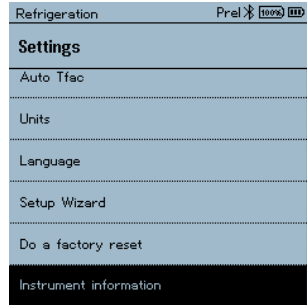 Refrigeration Prel 100%
Settings
Auto Tfac
Units
Language
Setup Wizard
Do a factory reset
Instrument information